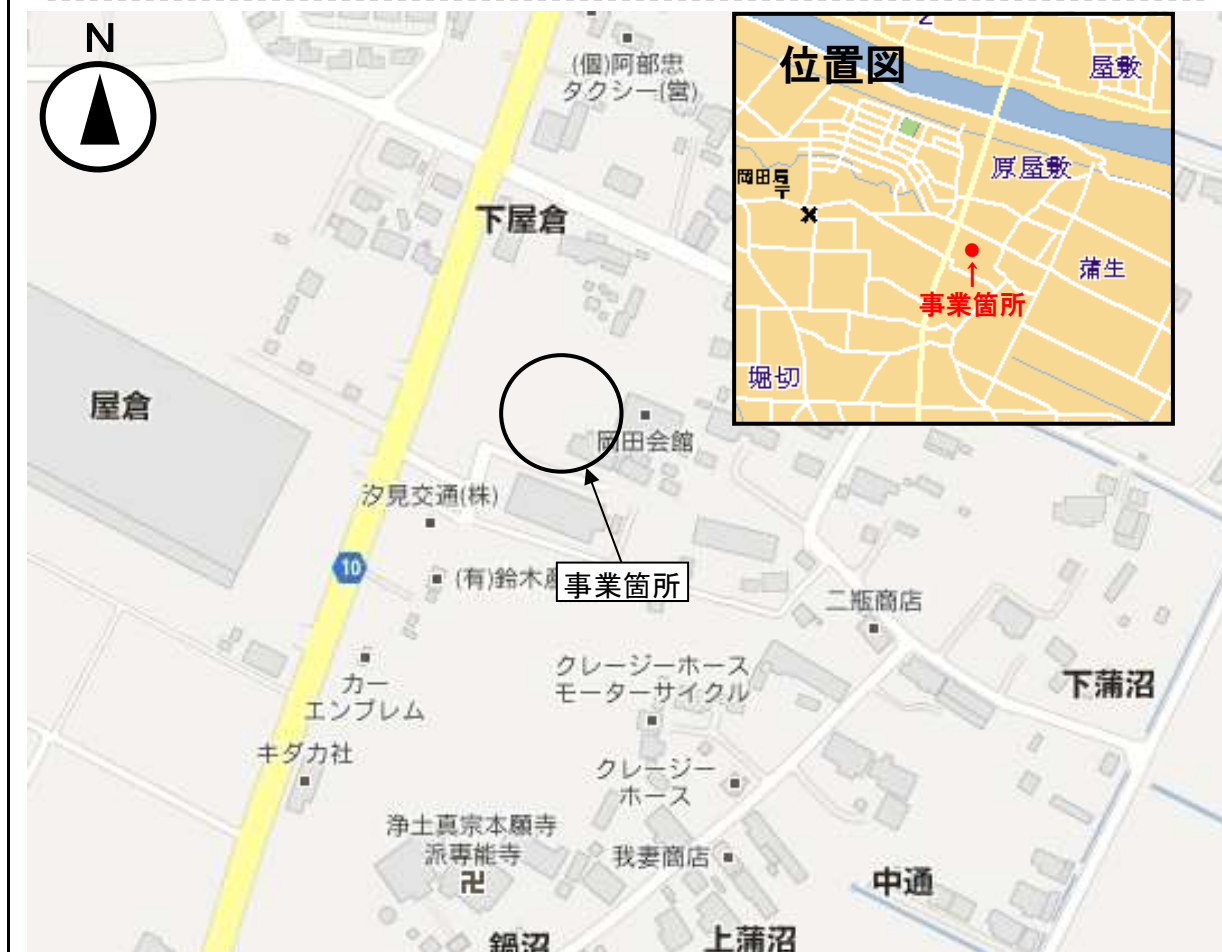 N
(個)阿部忠
タクシー(営)
下屋倉
屋倉
岡田会館
汐見交通(株)
10
(有)鈴木産
事業箇所
二瓶商店
クレージーホース
モーターサイクル
下蒲沼
カー
エンブレム
キダカ社
クレージー
ホース
浄土真宗本願寺
派専能寺
卍
我妻商店
中通
鍋沼
上蒲沼
位置図
屋敷
原屋敷
岡田局
〒
蒲生
↑
事業箇所
堀切